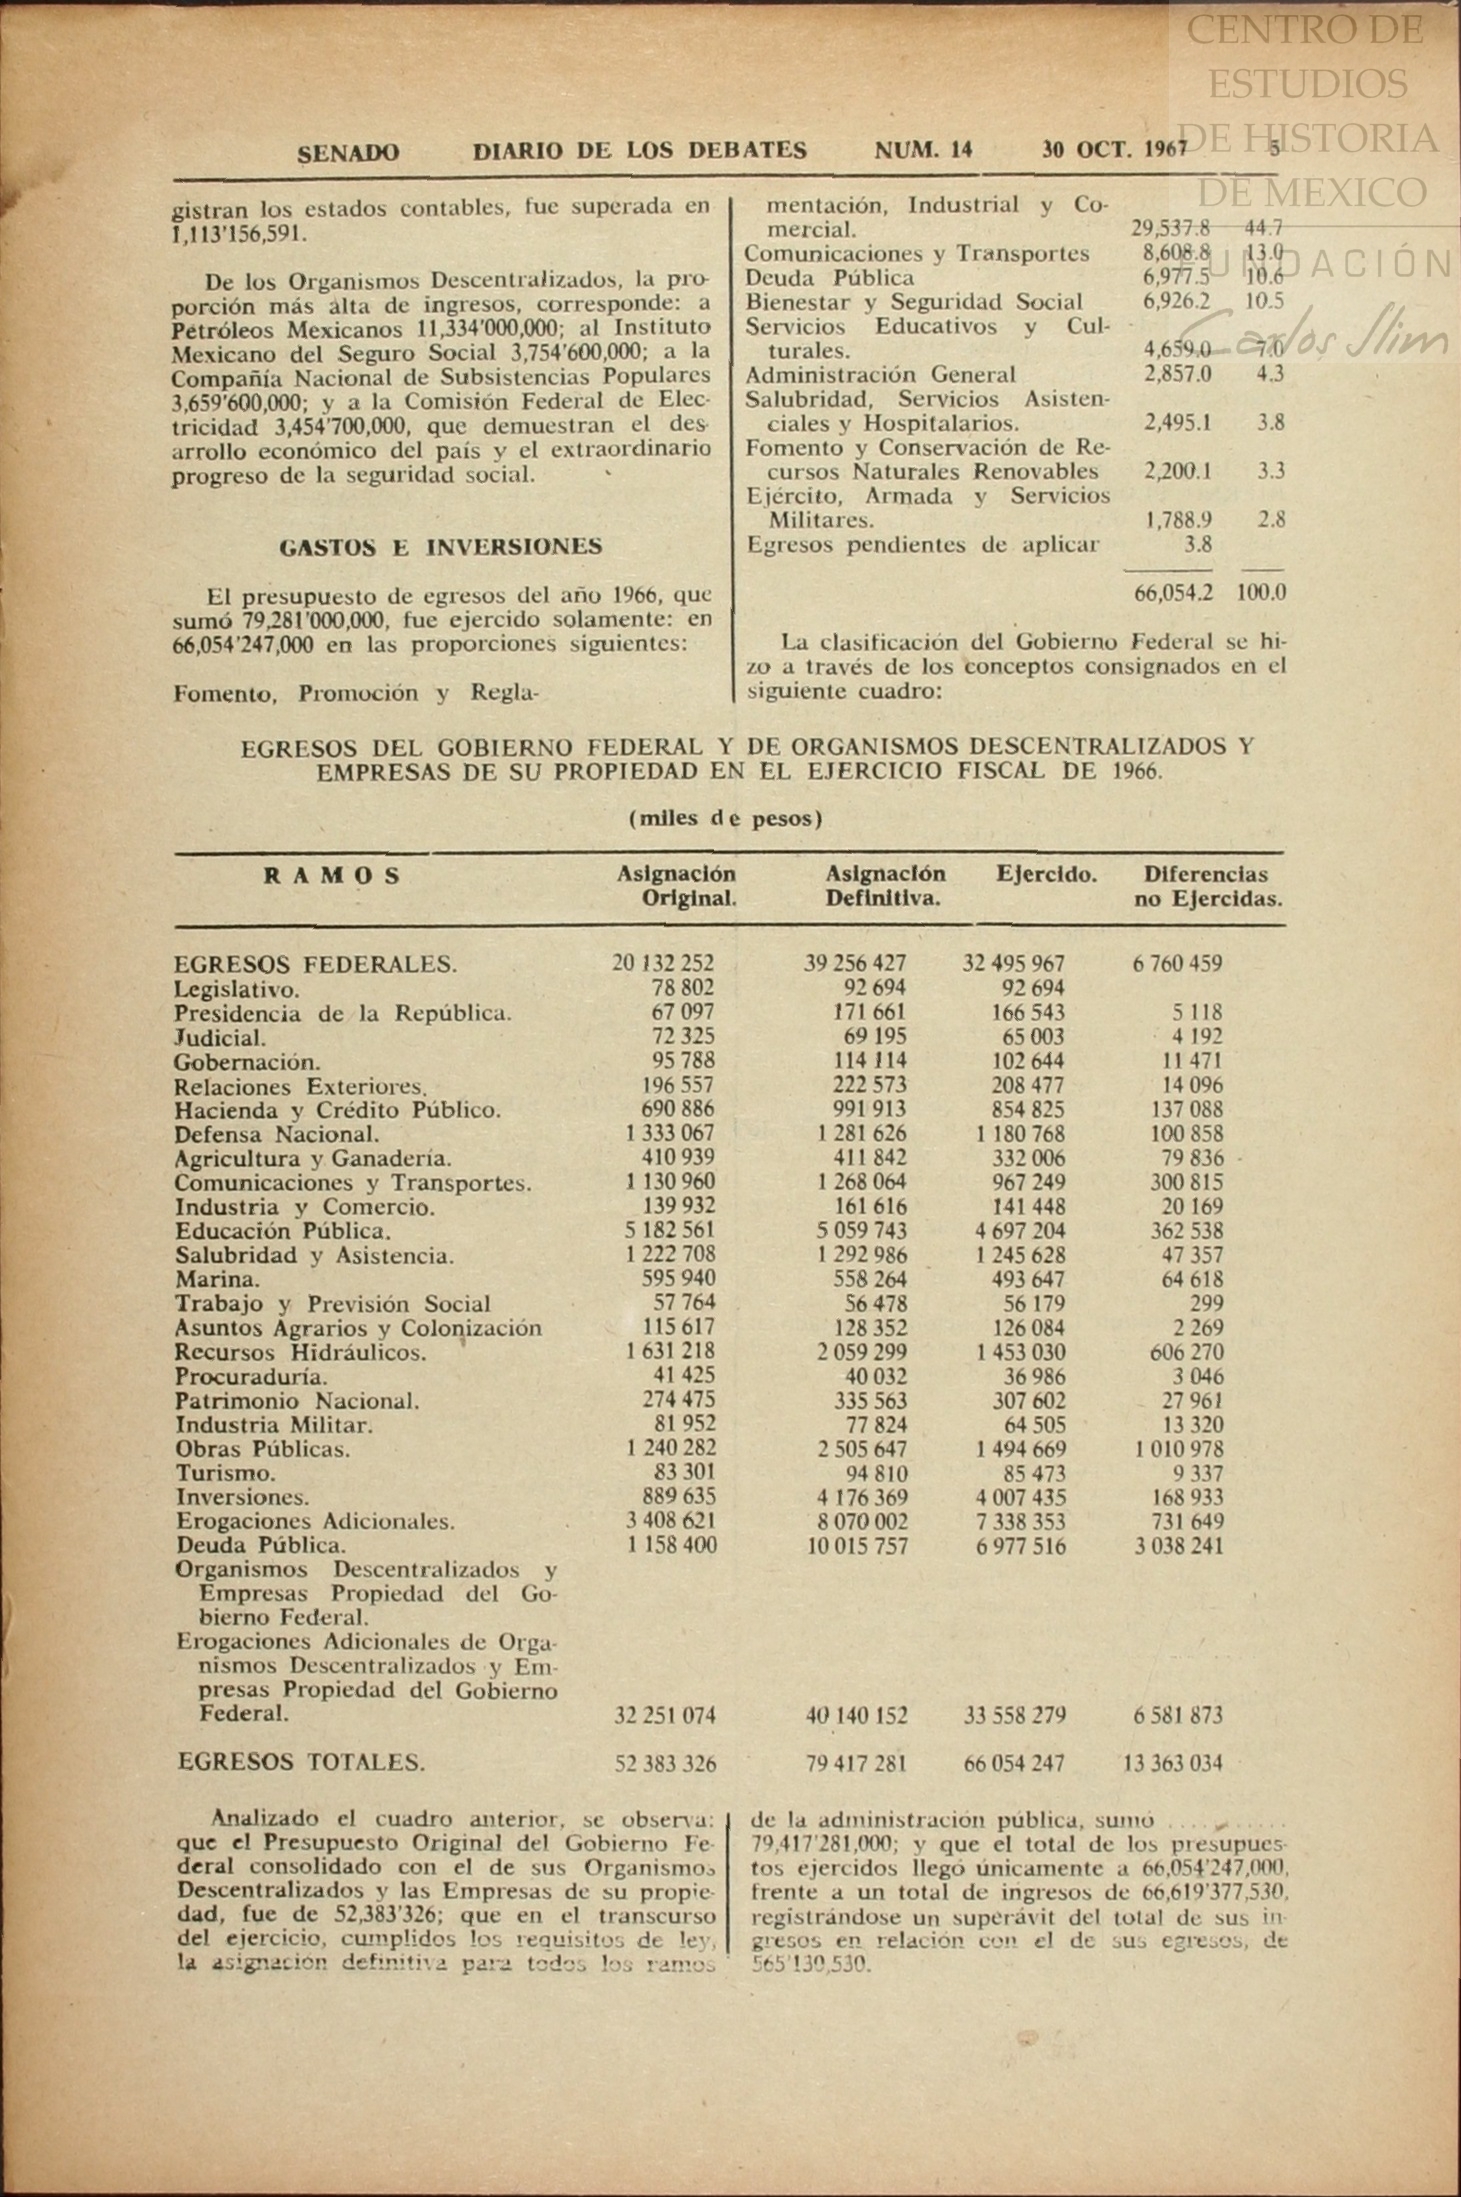 CENTRO DE
ESTUDIOS
DE HISTORIA
DE MEXICO
FUNDACIÓN
Carlos Slim
SENADO DIARIO DE LOS DEBATES NUM. 14 30 OCT. 1967 5
gistran los estados contables, fue superada en
1,113'156,591.
De los Organismos Descentralizados, la pro-
porción más alta de ingresos, corresponde: a
Petróleos Mexicanos 11,334'000,000; al Instituto
Mexicano del Seguro Social 3,754'600,000; a la
Compañía Nacional de Subsistencias Populares
3,659'600,000; y a la Comisión Federal de Elec-
tricidad 3,454'700,000, que demuestran el des-
arrollo económico del país y el extraordinario
progreso de la seguridad social.
GASTOS E INVERSIONES
El presupuesto de egresos del año 1966, que
sumó 79,281'000,000, fue ejercido solamente: en
66,054'247,000 en las proporciones siguientes:
Fomento, Promoción y Regla-
mentación, Industrial y Co-
mercial. 29,537.8 44.7
Comunicaciones y Transportes 8,608.8 13.0
Deuda Pública 6,977.5 10.6
Bienestar y Seguridad Social 6,926.2 10.5
Servicios Educativos y Cul-
turales. 4,659.0 7.0
Administración General 2,857.0 4.3
Salubridad, Servicios Asisten-
ciales y Hospitalarios. 2,495.1 3.8
Fomento y Conservación de Re-
cursos Naturales Renovables 2,200.1 3.3
Ejército, Armada y Servicios
Militares. 1,788.9 2.8
Egresos pendientes de aplicar 3.8
66,054.2 100.0
La clasificación del Gobierno Federal se hi-
zo a través de los conceptos consignados en el
siguiente cuadro:
EGRESOS DEL GOBIERNO FEDERAL Y DE ORGANISMOS DESCENTRALIZADOS Y
EMPRESAS DE SU PROPIEDAD EN EL EJERCICIO FISCAL DE 1966.
(miles de pesos)
RAMOS Asignación Asignación Ejercido. Diferencias
Original. Definitiva. no Ejercidas.
EGRESOS FEDERALES. 20 132 252 39 256 427 32 495 967 6 760 459
Legislativo. 78 802 92 694 92 694
Presidencia de la República. 67 097 171 661 166 543 5 118
Judicial. 72 325 69 195 65 003 4 192
Gobernación. 95 788 114 114 102 644 11 471
Relaciones Exteriores. 196 557 222 573 208 477 14 096
Hacienda y Crédito Público. 690 886 991 913 854 825 137 088
Defensa Nacional. 1 333 067 1 281 626 1 180 768 100 858
Agricultura y Ganadería. 410 939 411 842 332 006 79 836
Comunicaciones y Transportes. 1 130 960 1 268 064 967 249 300 815
Industria y Comercio. 139 932 161 616 141 448 20 169
Educación Pública. 5 182 561 5 059 743 4 697 204 362 538
Salubridad y Asistencia. 1 222 708 1 292 986 1 245 628 47 357
Marina. 595 940 558 264 493 647 64 618
Trabajo y Previsión Social 57 764 56 478 56 179 299
Asuntos Agrarios y Colonización 115 617 128 352 126 084 2 269
Recursos Hidráulicos. 1 631 218 2 059 299 1 453 030 606 270
Procuraduría. 41 425 40 032 36 986 3 046
Patrimonio Nacional. 274 475 335 563 307 602 27 961
Industria Militar. 81 952 77 824 64 505 13 320
Obras Públicas. 1 240 282 2 505 647 1 494 669 1 010 978
Turismo. 83 301 94 810 85 473 9 337
Inversiones. 889 635 4 176 369 4 007 435 168 933
Erogaciones Adicionales. 3 408 621 8 070 002 7 338 353 731 649
Deuda Pública. 1 158 400 10 015 757 6 977 516 3 038 241
Organismos Descentralizados y
Empresas Propiedad del Go-
bierno Federal.
Erogaciones Adicionales de Orga-
nismos Descentralizados y Em-
presas Propiedad del Gobierno
Federal. 32 251 074 40 140 152 33 558 279 6 581 873
EGRESOS TOTALES. 52 383 326 79 417 281 66 054 247 13 363 034
Analizado el cuadro anterior, se observa:
que el Presupuesto Original del Gobierno Fe-
deral consolidado con el de sus Organismos
Descentralizados y las Empresas de su propie-
dad, fue de 52,383'326; que en el transcurso
del ejercicio, cumplidos los requisitos de ley,
la asignación definitiva para todos los ramos
de la administración pública, sumó ..........
79,417'281,000; y que el total de los presupues-
tos ejercidos llegó únicamente a 66,054'247,000,
frente a un total de ingresos de 66,619'377,530,
registrándose un superávit del total de sus in-
gresos en relación con el de sus egresos, de
565'130,530.